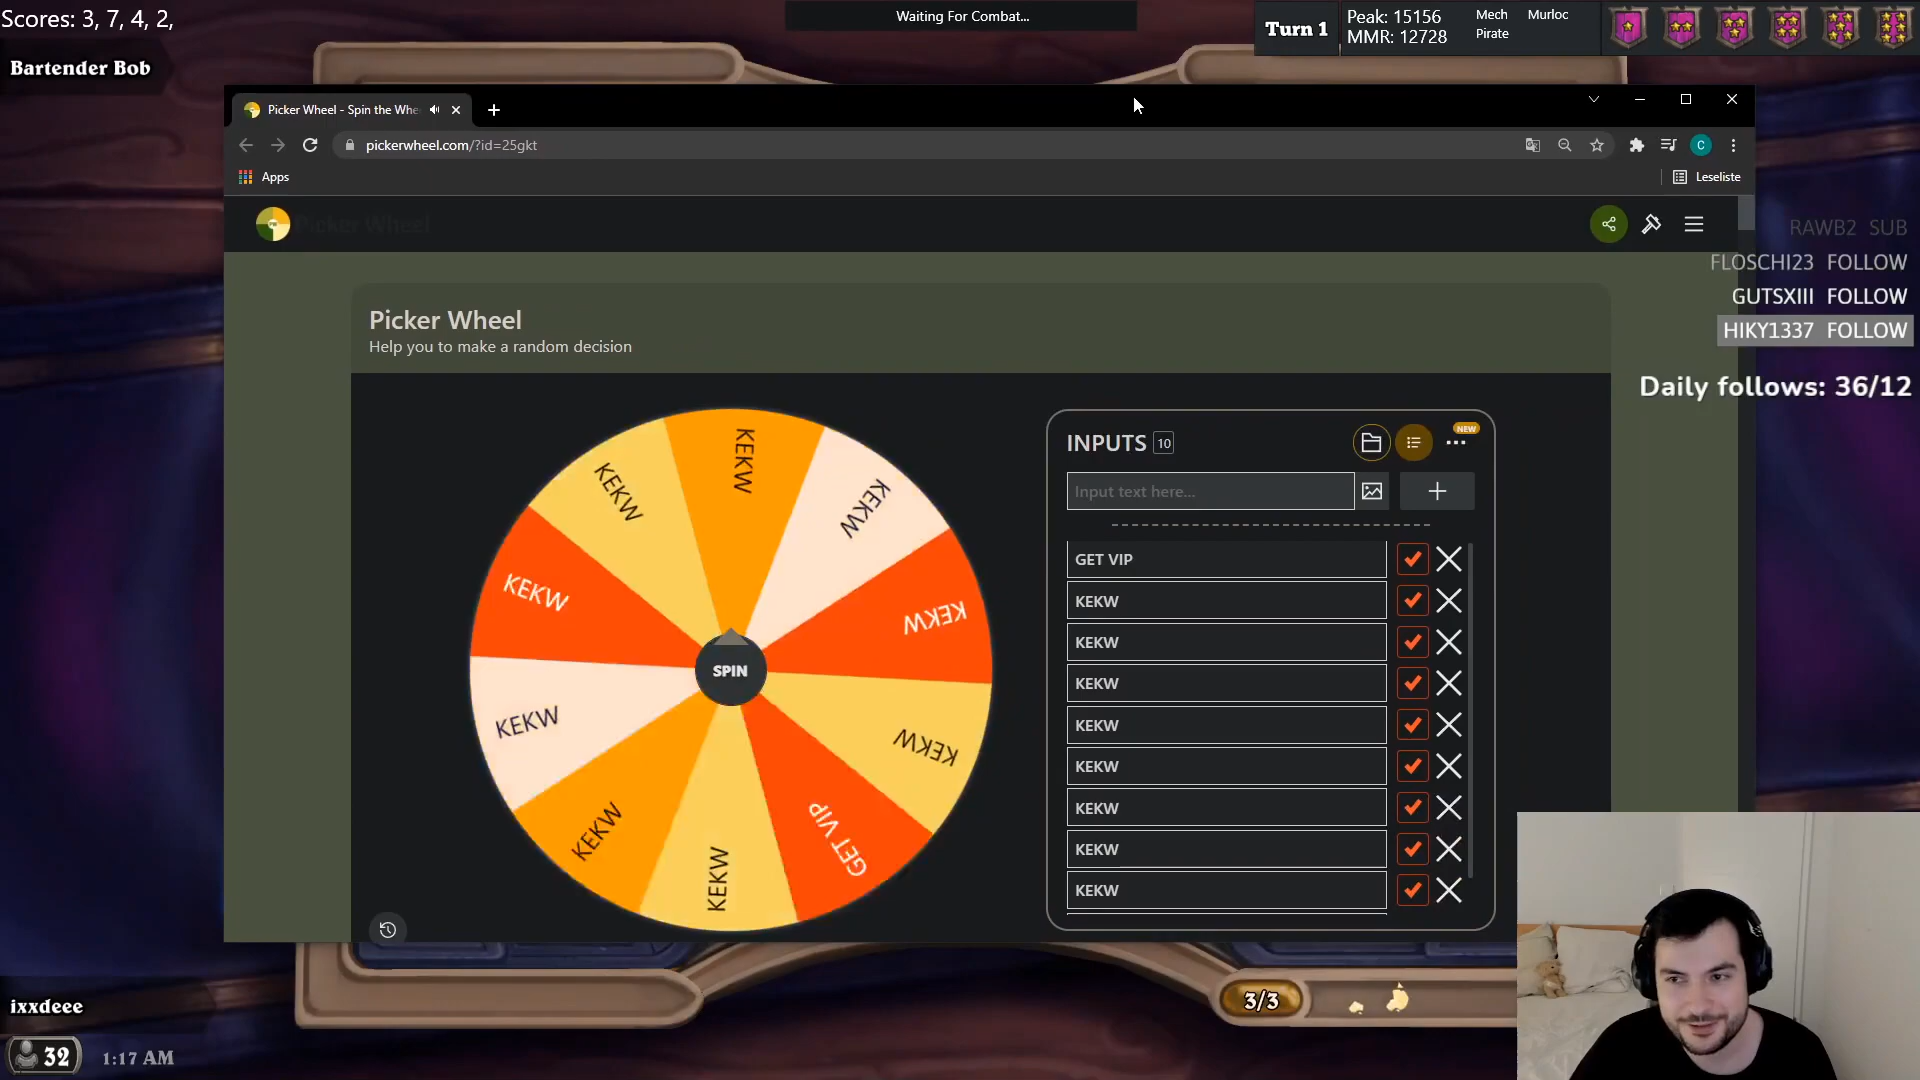 Scores: 3, 7, 4, 2,
Waiting For Combat...
Turn 1
Peak: 15156
MMR: 12728
Mech
Murloc
Pirate
Bartender Bob
Picker Wheel - Spin the Whe
pickerwheel.com/?id=25gkt
C
Apps
Leseliste
Picker Wheel
RAWB2 SUB
FLOSCHI23 FOLLOW
GUTSXIII FOLLOW
HIKY1337 FOLLOW
Daily follows: 36/12
Picker Wheel
Help you to make a random decision
KEKW
KEKW
KEKW
KEKW
KEKW
KEKW
KEKW
KEKW
KEKW
GET VIP
SPIN
INPUTS 10
NEW
Input text here...
GET VIP
KEKW
KEKW
KEKW
KEKW
KEKW
KEKW
KEKW
KEKW
3/3
ixxdeee
32
1:17 AM